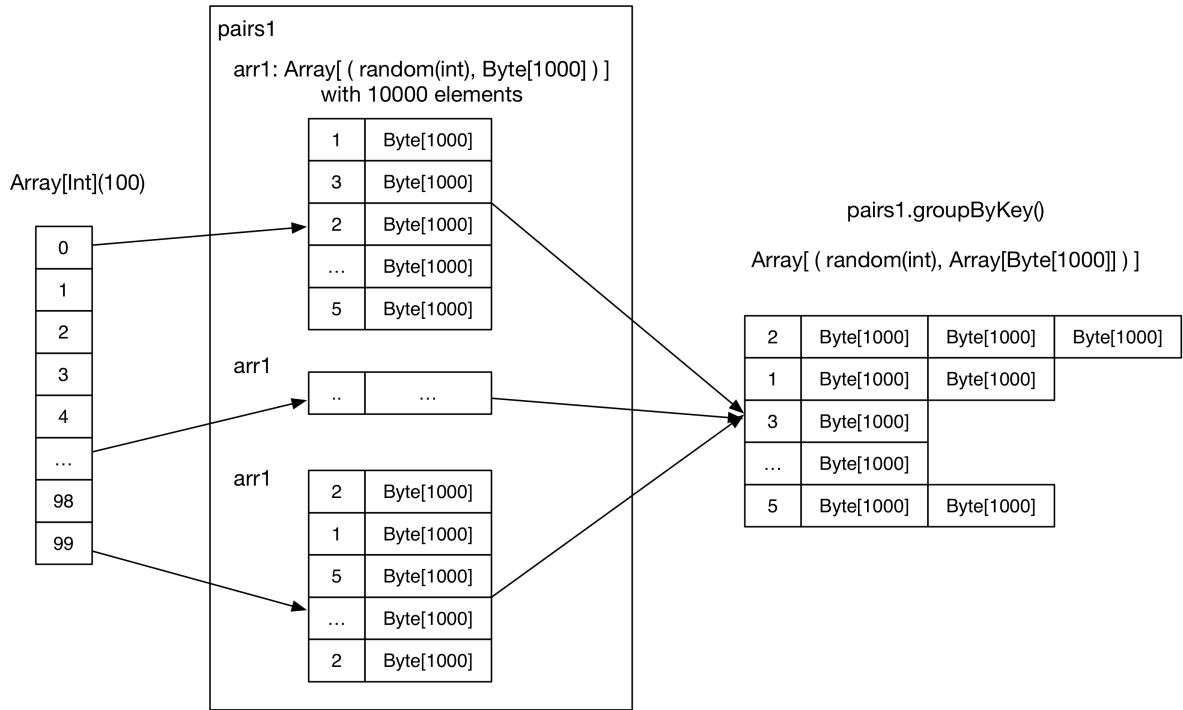 pairs1
arr1: Array[ ( random(int), Byte[1000] ) ]
with 10000 elements
1 Byte[1000]
3 Byte[1000]
2 Byte[1000]
... Byte[1000]
5 Byte[1000]
Array[Int](100)
0
1
2
3
4
...
98
99
arr1
.. ...
arr1
2 Byte[1000]
1 Byte[1000]
5 Byte[1000]
... Byte[1000]
2 Byte[1000]
pairs1.groupByKey()
Array[ ( random(int), Array[Byte[1000]] ) ]
2 Byte[1000] Byte[1000] Byte[1000]
1 Byte[1000] Byte[1000]
3 Byte[1000]
... Byte[1000]
5 Byte[1000] Byte[1000]